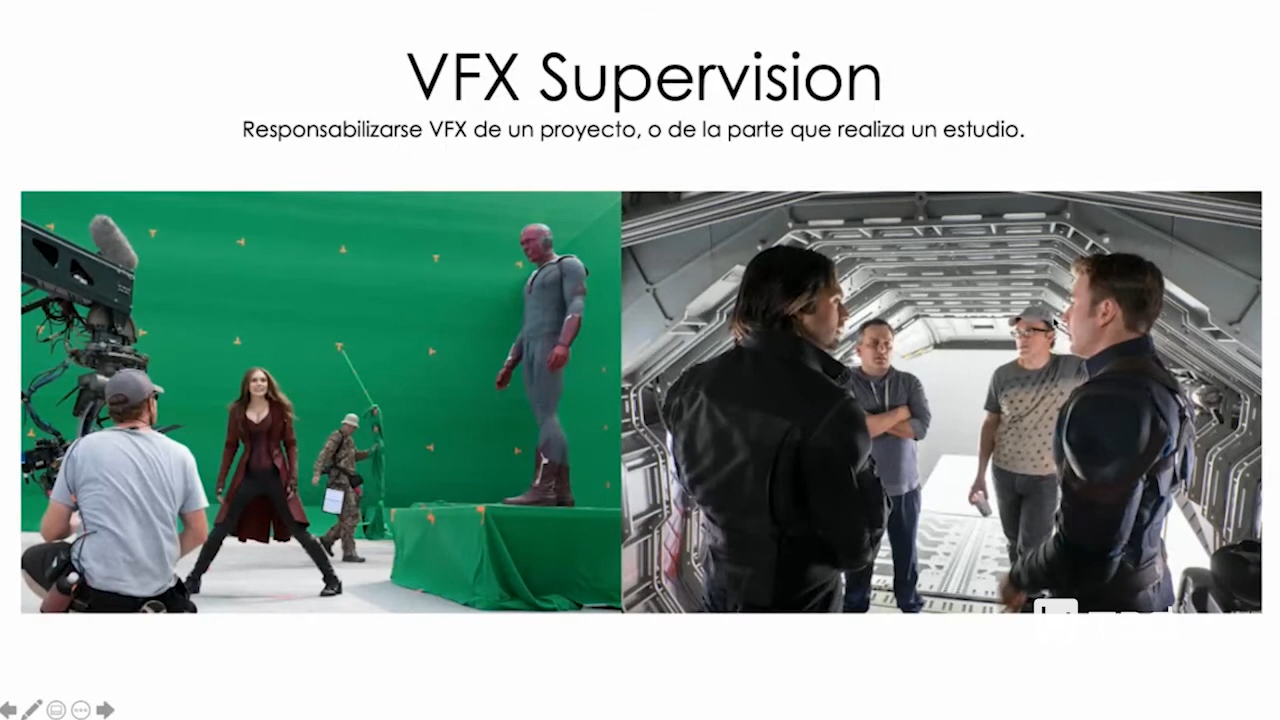 VFX Supervision
Responsabilizarse VFX de un proyecto, o de la parte que realiza un estudio.